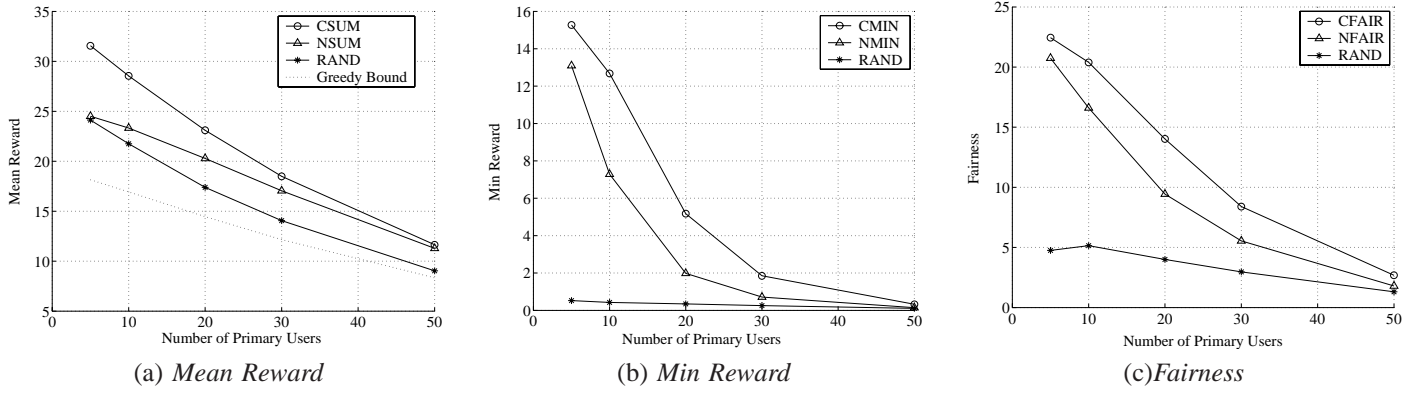 35
30
25
20
15
10
5
0
10
20
30
40
50
Mean Reward
Number of Primary Users
CSUM
NSUM
RAND
Greedy Bound
(a) Mean Reward
16
14
12
10
8
6
4
2
0
0
10
20
30
40
50
Min Reward
Number of Primary Users
CMIN
NMIN
RAND
(b) Min Reward
25
20
15
10
5
0
0
10
20
30
40
50
Fairness
Number of Primary Users
CFAIR
NFAIR
RAND
(c)Fairness